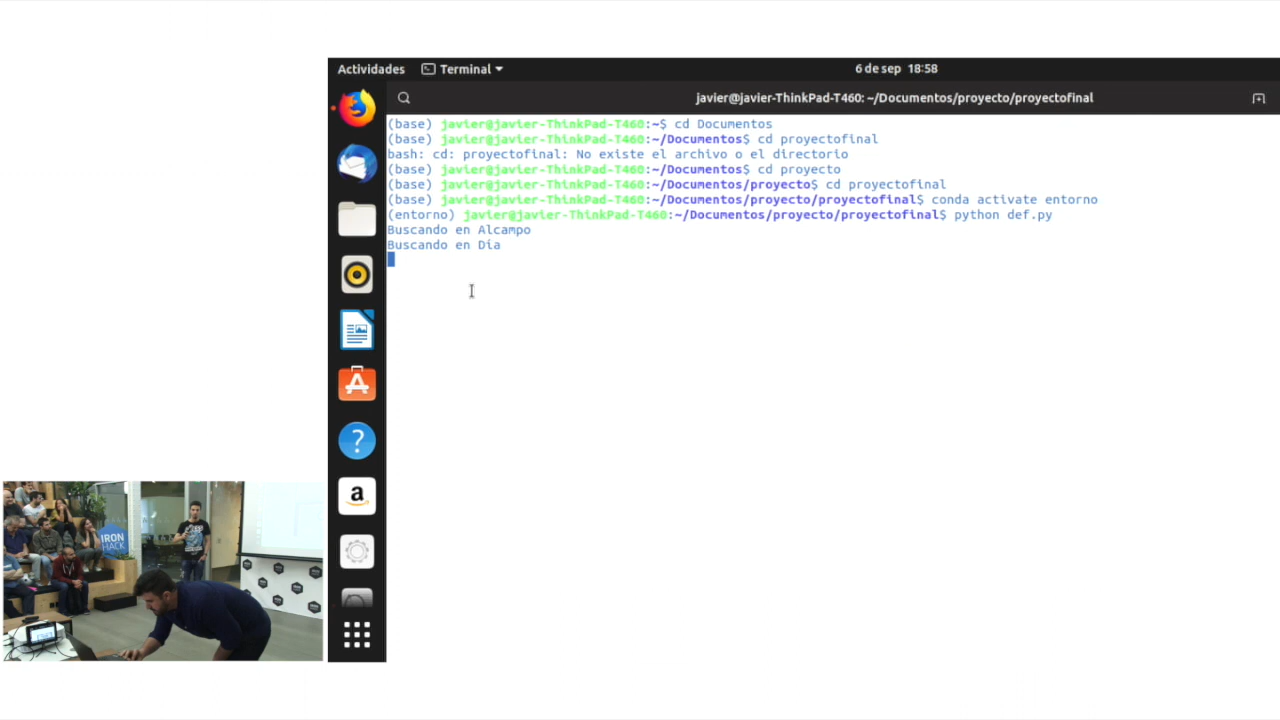 Actividades Terminal 6 de sep 18:58
javier@javier-ThinkPad-T460: ~/Documentos/proyecto/proyectofinal
(base) javier@javier-ThinkPad-T460:~$ cd Documentos
(base) javier@javier-ThinkPad-T460:~/Documentos$ cd proyectofinal
bash: cd: proyectofinal: No existe el archivo o el directorio
(base) javier@javier-ThinkPad-T460:~/Documentos$ cd proyecto
(base) javier@javier-ThinkPad-T460:~/Documentos/proyecto$ cd proyectofinal
(base) javier@javier-ThinkPad-T460:~/Documentos/proyecto/proyectofinal$ conda activate entorno
(entorno) javier@javier-ThinkPad-T460:~/Documentos/proyecto/proyectofinal$ python def.py
Buscando en Alcampo
Buscando en Dia
?
a
IRON
HACK